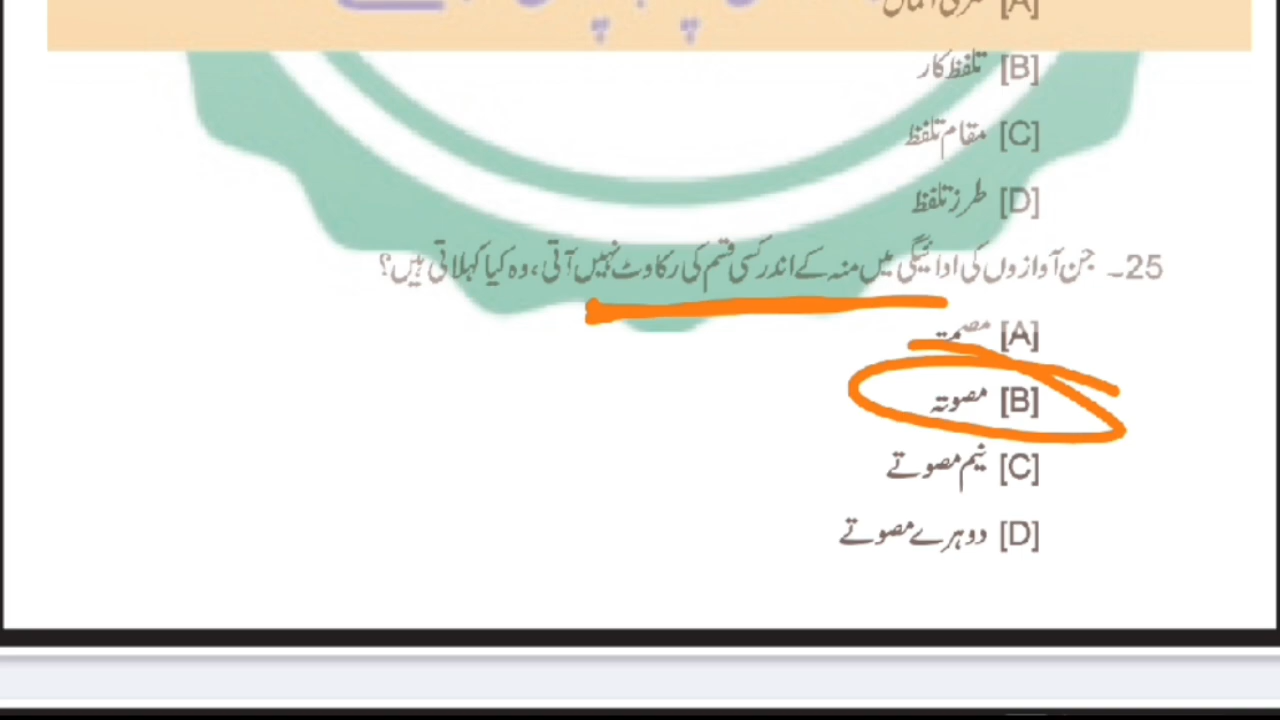 [A]
[B] تلفظ کار
[C] مقام تلفظ
[D] طرز تلفظ
25۔ جن آوازوں کی ادائیگی میں منہ کے اندر کسی قسم کی رکاوٹ نہیں آتی، وہ کیا کہلاتی ہیں؟
[A] مصمتہ
[B] مصوتہ
[C] نیم مصوتے
[D] دوہرے مصوتے